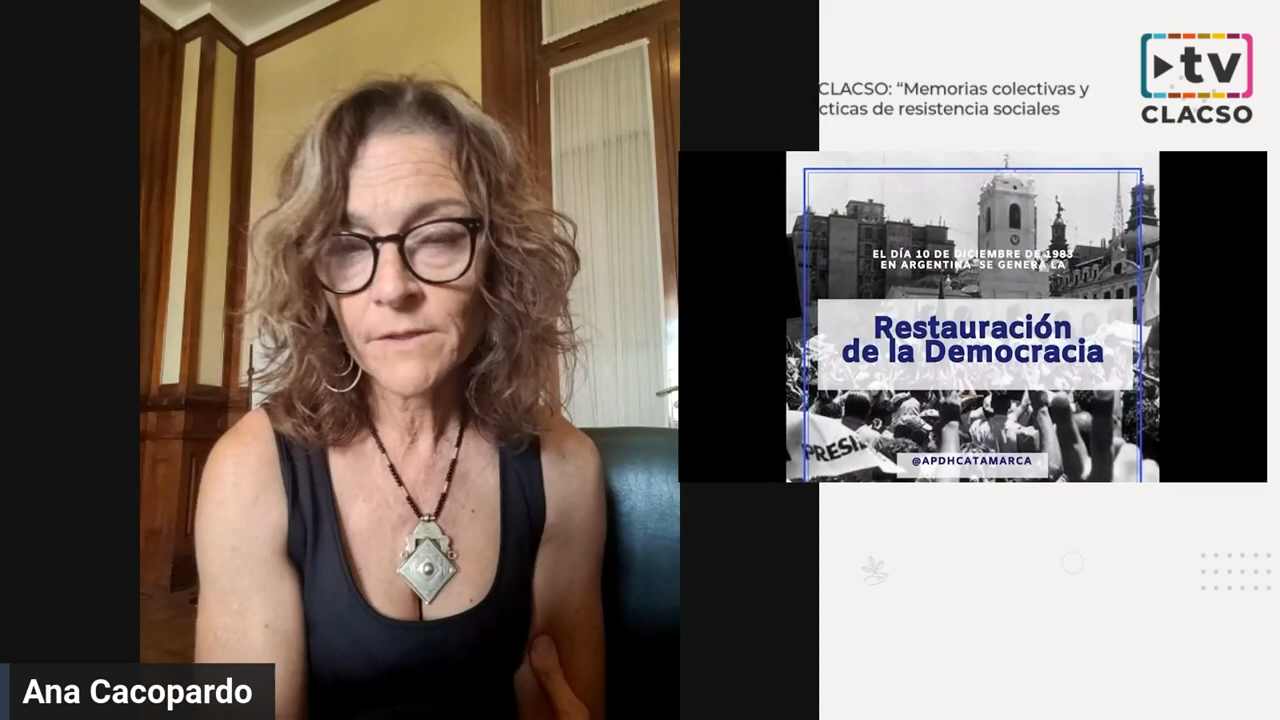 CLACSO: “Memorias colectivas y
cticas de resistencia sociales
tv
CLACSO
EL DÍA 10 DE DICIEMBRE DE 1983
EN ARGENTINA SE GENERA LA
Restauración
de la Democracia
PRESI
@APDHCATAMARCA
Ana Cacopardo